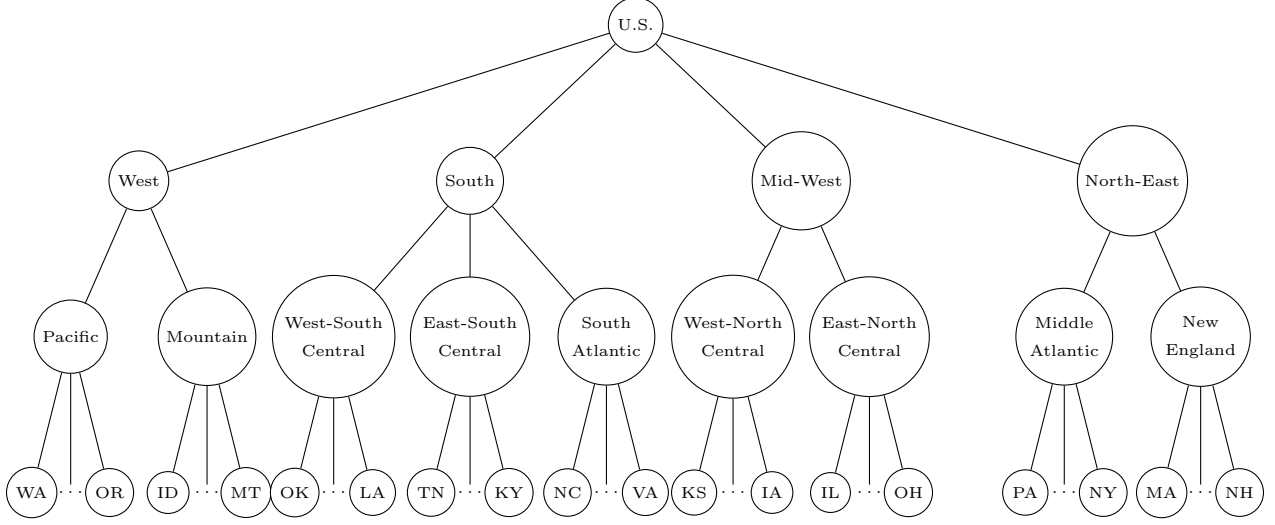 U.S.
West South Mid-West North-East
Pacific Mountain West-South Central East-South Central South Atlantic West-North Central East-North Central Middle Atlantic New England
WA ··· OR ID ··· MT OK ··· LA TN ··· KY NC ··· VA KS ··· IA IL ··· OH PA ··· NY MA ··· NH